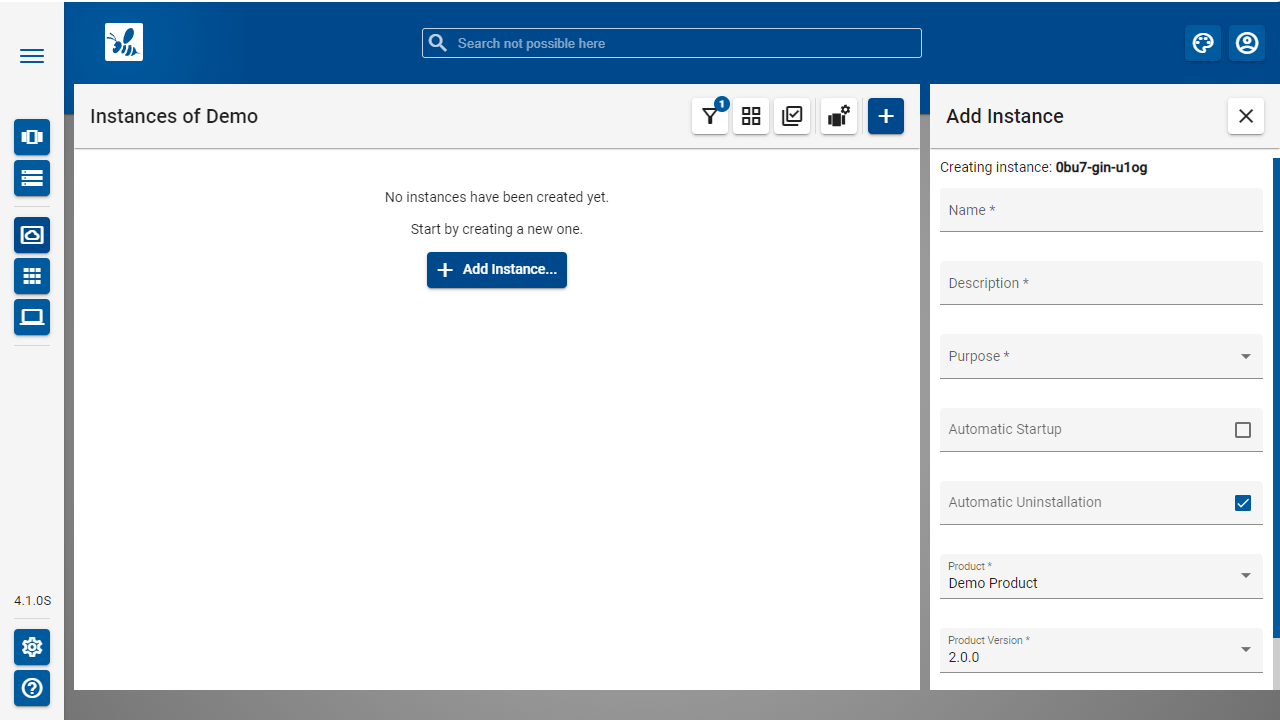 Search not possible here
Instances of Demo
1
Add Instance
Creating instance: 0bu7-gin-u1og
No instances have been created yet.
Start by creating a new one.
Add Instance...
Name *
Description *
Purpose *
Automatic Startup
Automatic Uninstallation
Product *
Demo Product
Product Version *
2.0.0
4.1.0S